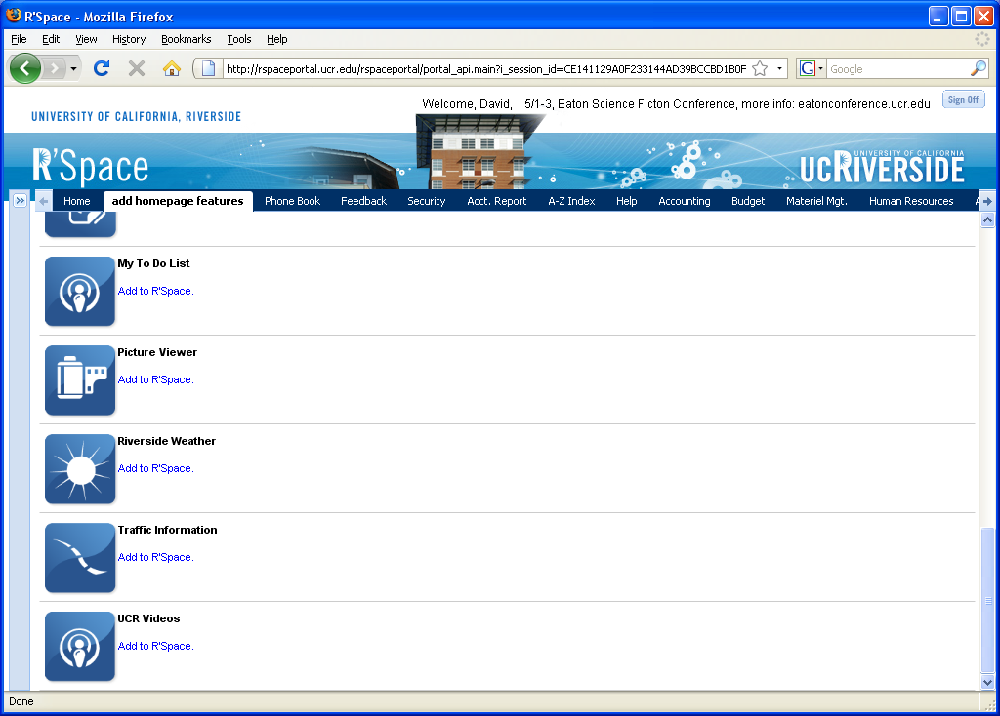 R'Space - Mozilla Firefox
File Edit View History Bookmarks Tools Help
http://rspaceportal.ucr.edu/rspaceportal/portal_api.main?i_session_id=CE141129A0F233144AD39BCCBD1B0F
G Google
Welcome, David, 5/1-3, Eaton Science Ficton Conference, more info: eatonconference.ucr.edu
Sign Off
UNIVERSITY OF CALIFORNIA, RIVERSIDE
R'Space
UNIVERSITY OF CALIFORNIA
UCRIVERSIDE
Home add homepage features Phone Book Feedback Security Acct. Report A-Z Index Help Accounting Budget Materiel Mgt. Human Resources
My To Do List
Add to R'Space.
Picture Viewer
Add to R'Space.
Riverside Weather
Add to R'Space.
Traffic Information
Add to R'Space.
UCR Videos
Add to R'Space.
Done